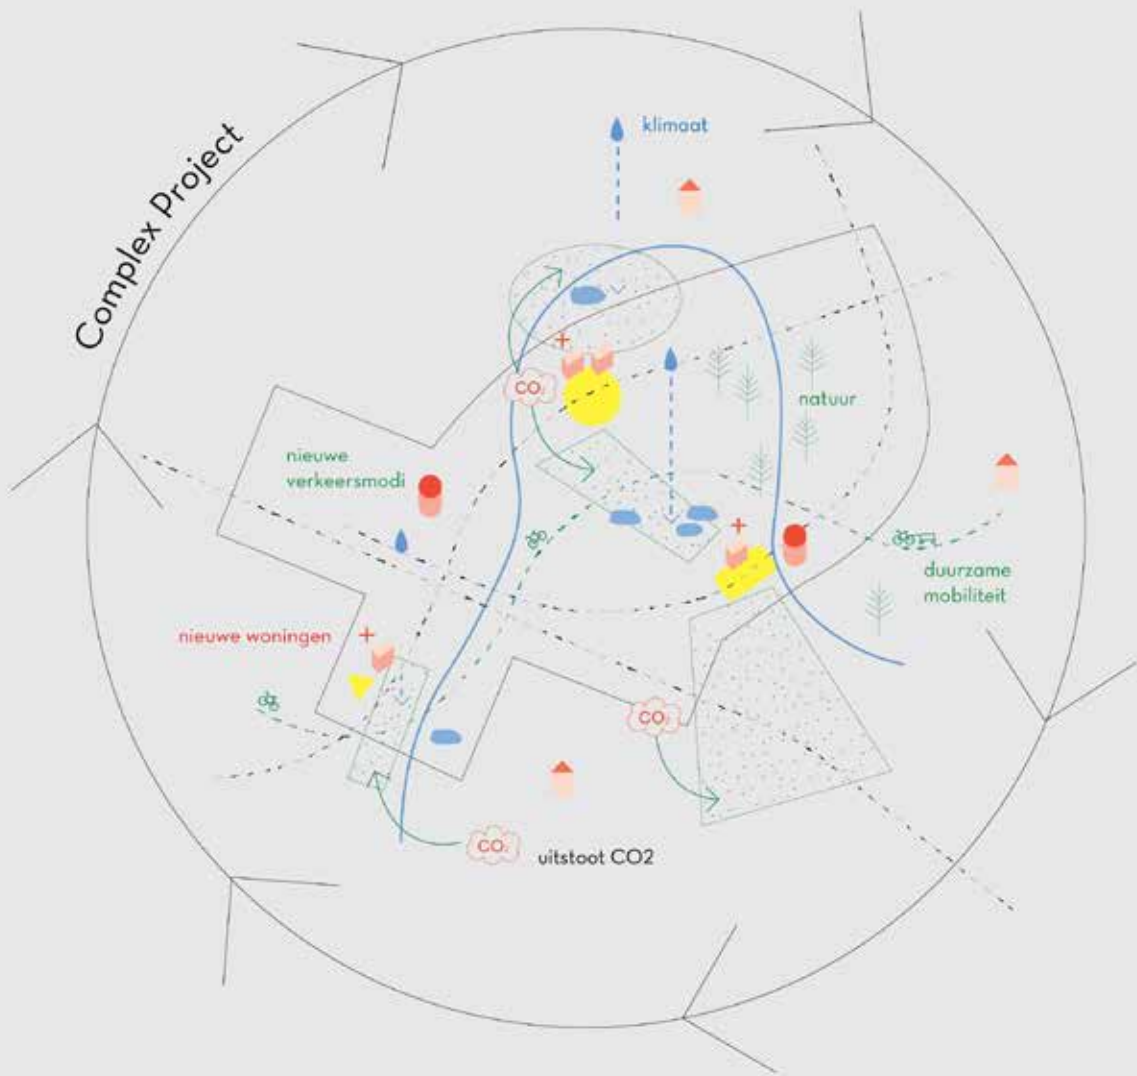 Complex Project
klimaat
CO2
natuur
nieuwe
verkeersmodi
duurzame
mobiliteit
nieuwe woningen
CO2
CO2
uitstoot CO2